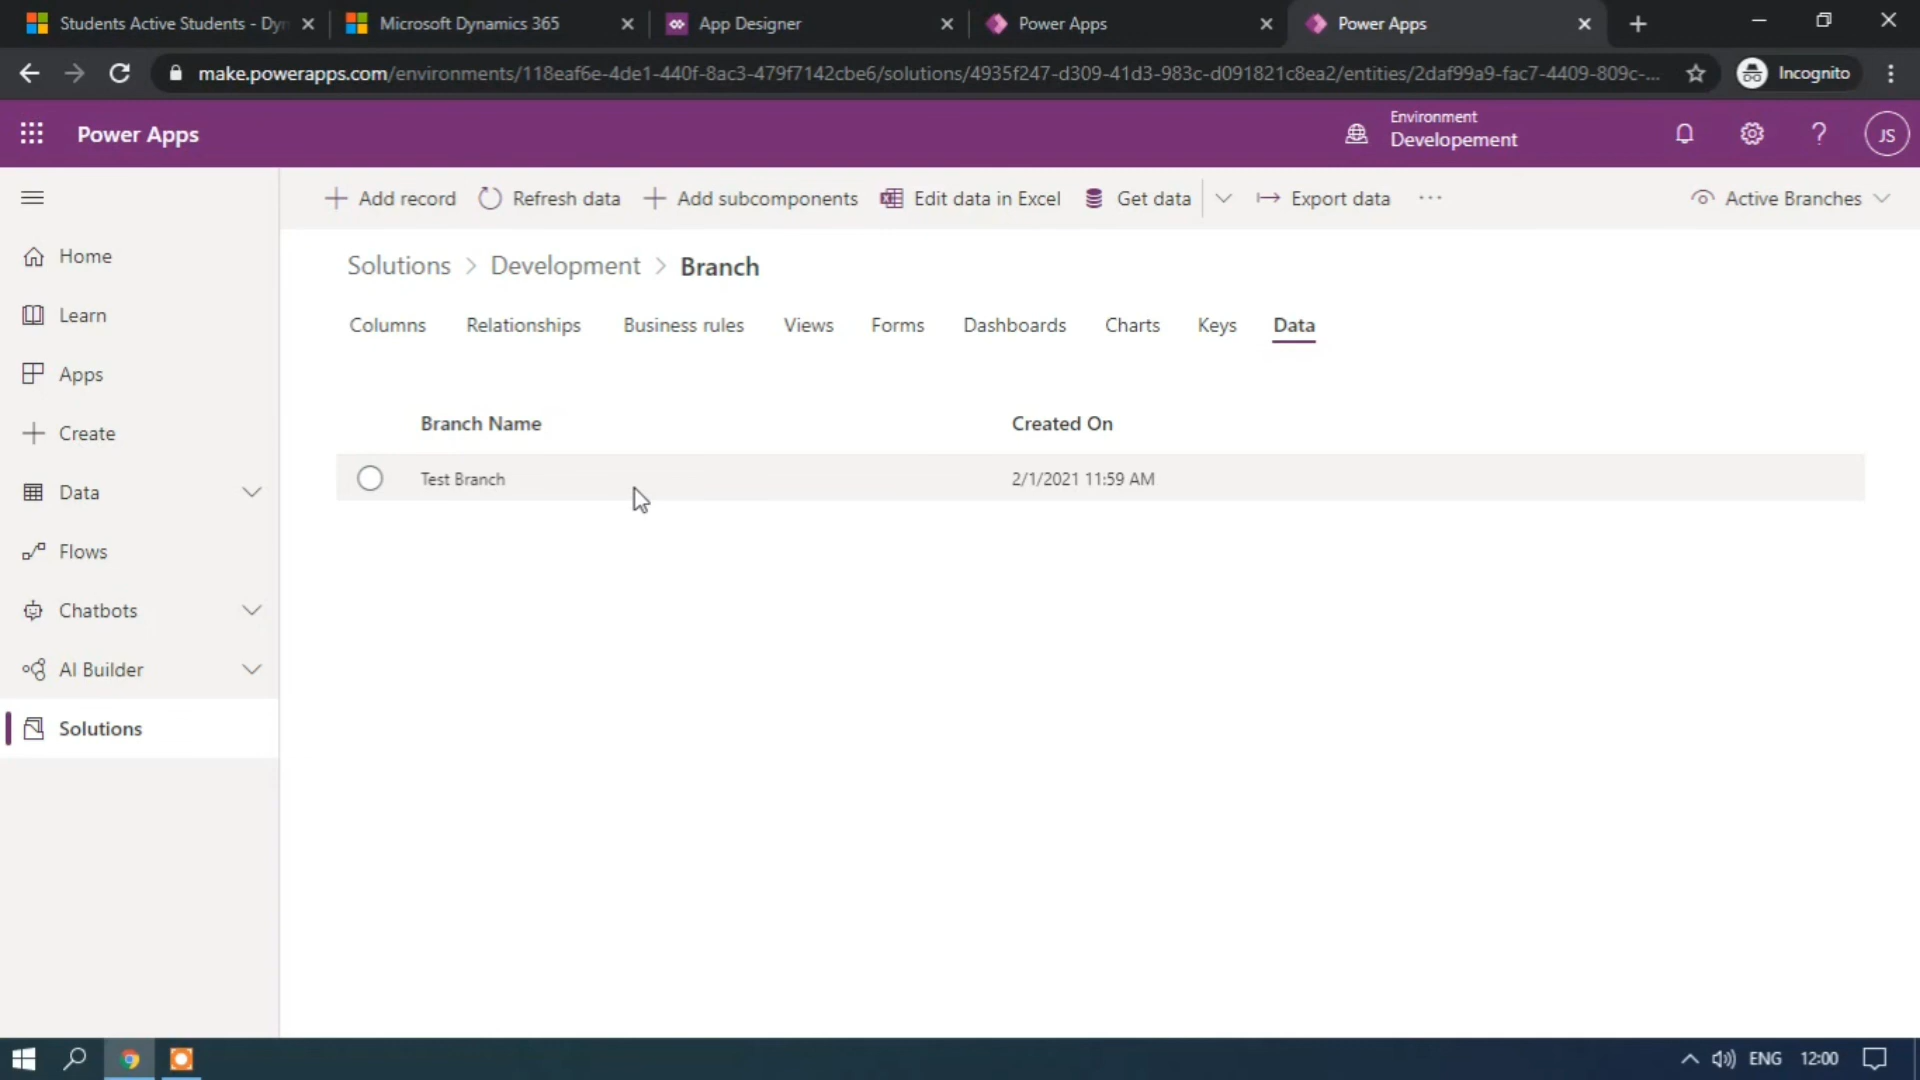 Students Active Students - Dyn
Microsoft Dynamics 365
App Designer
Power Apps
Power Apps
make.powerapps.com/environments/118eaf6e-4de1-440f-8ac3-479f7142cbe6/solutions/4935f247-d309-41d3-983c-d091821c8ea2/entities/2daf99a9-fac7-4409-809c-...
Incognito
Power Apps
Environment
Developement
JS
Add record
Refresh data
Add subcomponents
Edit data in Excel
Get data
Export data
Active Branches
Home
Learn
Apps
Create
Data
Flows
Chatbots
AI Builder
Solutions
Solutions > Development > Branch
Columns
Relationships
Business rules
Views
Forms
Dashboards
Charts
Keys
Data
Branch Name
Created On
Test Branch
2/1/2021 11:59 AM
ENG
12:00